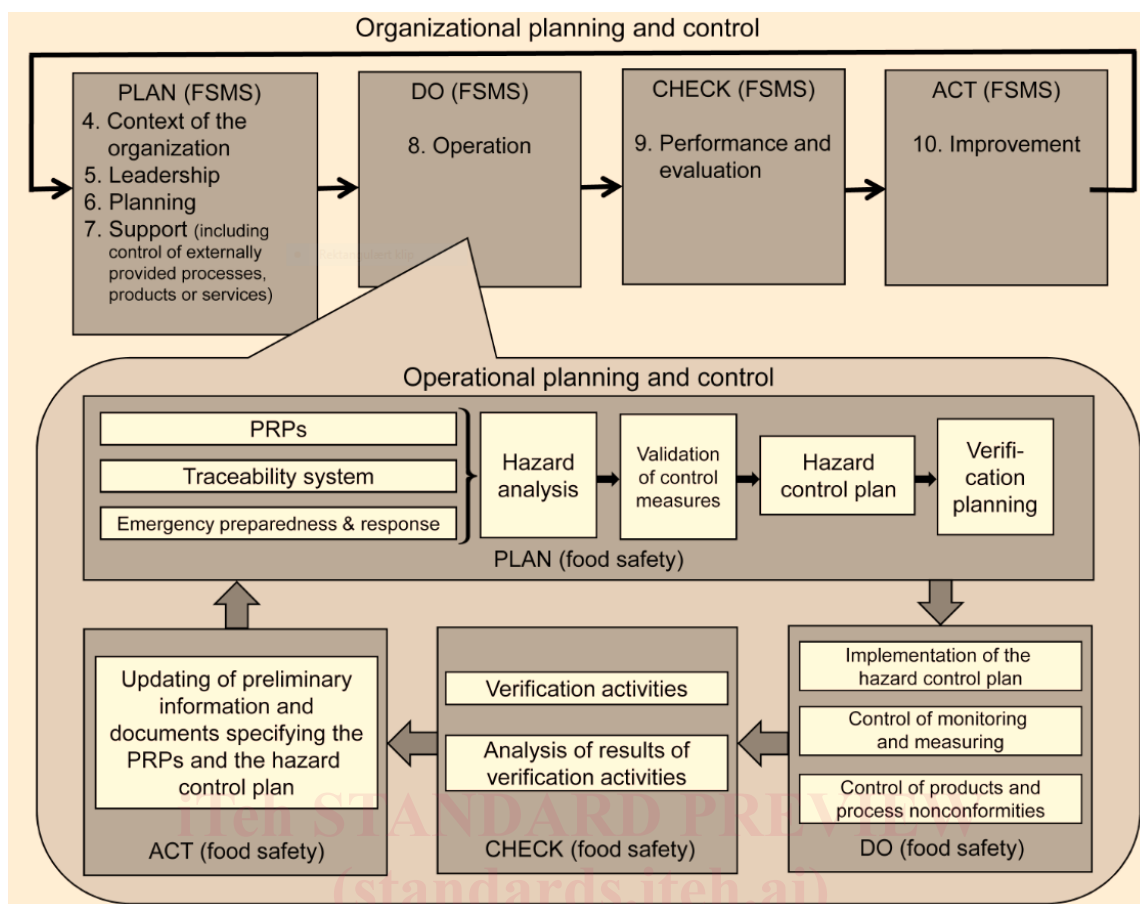 Organizational planning and control
PLAN (FSMS)
4. Context of the
organization
5. Leadership
6. Planning
7. Support (including
control of externally
provided processes,
products or services)
DO (FSMS)
8. Operation
CHECK (FSMS)
9. Performance and
evaluation
ACT (FSMS)
10. Improvement
Operational planning and control
PRPs
Traceability system
Emergency preparedness & response
Hazard
analysis
Validation
of control
measures
Hazard
control plan
Verifi-
cation
planning
PLAN (food safety)
Implementation of the
hazard control plan
Control of monitoring
and measuring
Control of products and
process nonconformities
DO (food safety)
Verification activities
Analysis of results of
verification activities
CHECK (food safety)
Updating of preliminary
information and
documents specifying the
PRPs and the hazard
control plan
ACT (food safety)
iTeh STANDARD PREVIEW
(standards.iteh.ai)